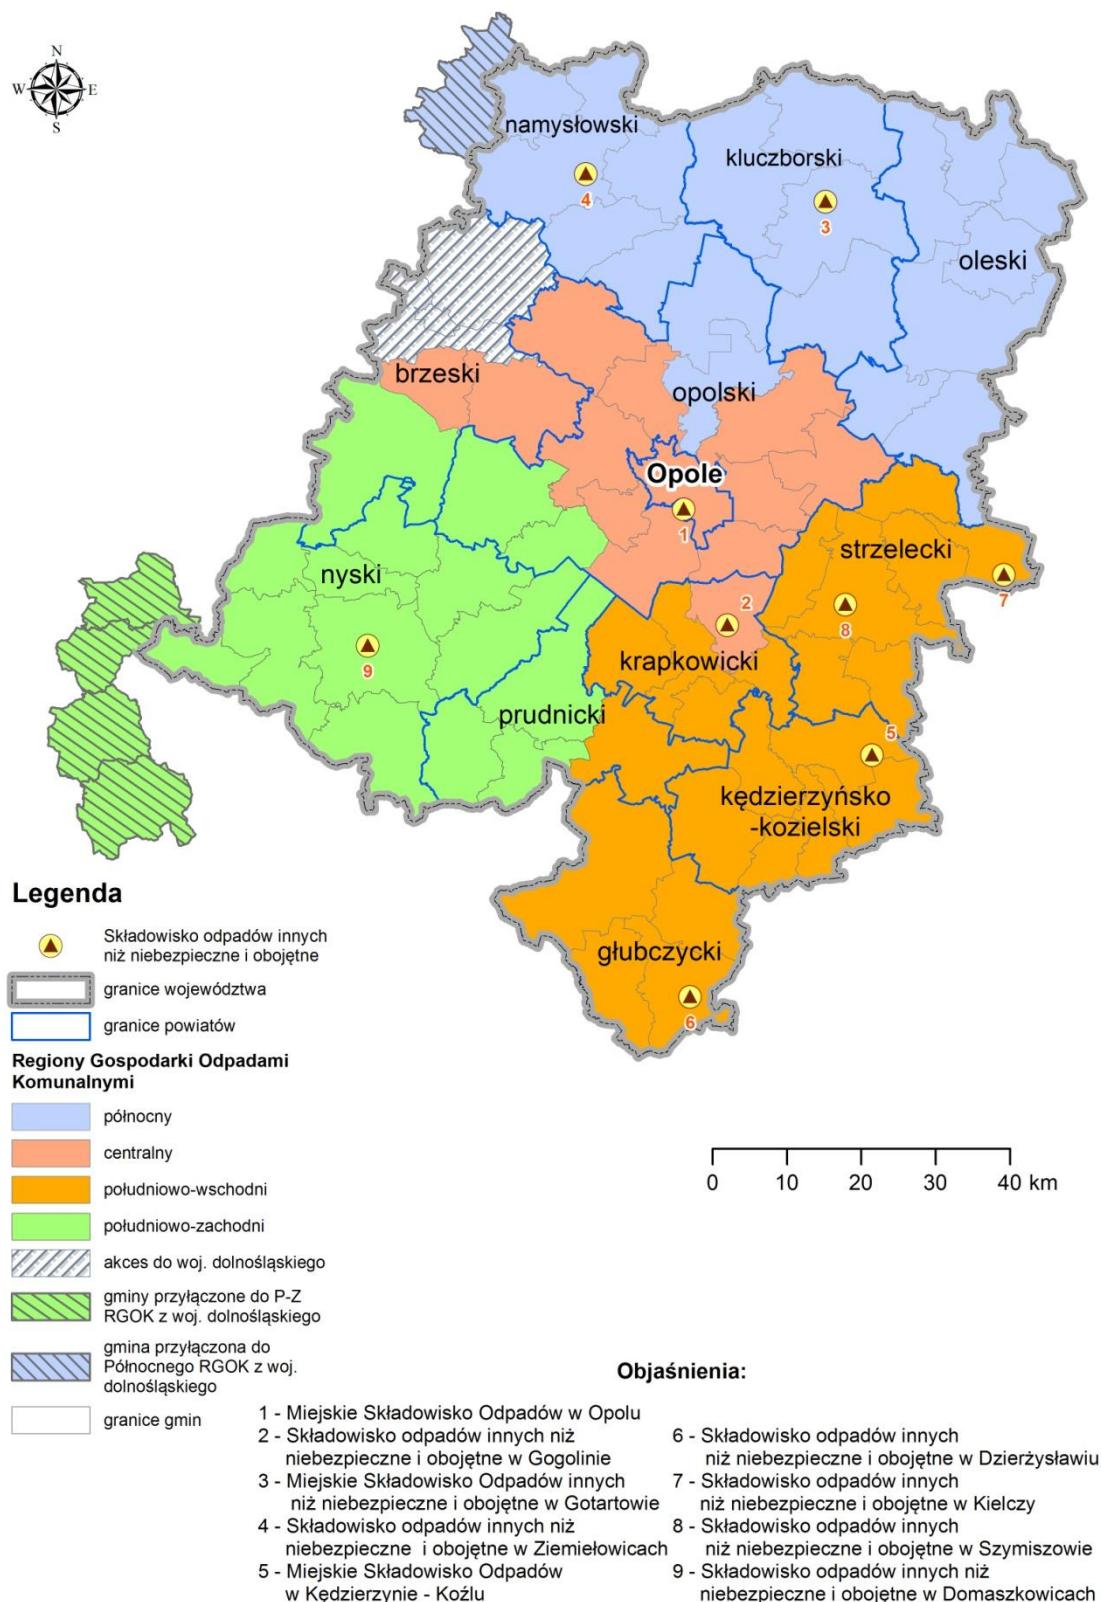 N
W E
S
namysłowski
4
kluczborski
3
oleski
brzeski
opolski
Opole
1
strzelecki
7
8
nyski
9
2
krapkowicki
prudnicki
5
kędzierzyńsko
-kozielski
głubczycki
6
Legenda
Składowisko odpadów innych
niż niebezpieczne i obojętne
granice województwa
granice powiatów
Regiony Gospodarki Odpadami
Komunalnymi
północny
centralny
południowo-wschodni
południowo-zachodni
akces do woj. dolnośląskiego
gminy przyłączone do P-Z
RGOK z woj. dolnośląskiego
gmina przyłączona do
Północnego RGOK z woj.
dolnośląskiego
granice gmin
0 10 20 30 40 km
Objaśnienia:
1 - Miejskie Składowisko Odpadów w Opolu
2 - Składowisko odpadów innych niż
niebezpieczne i obojętne w Gogolinie
3 - Miejskie Składowisko Odpadów innych
niż niebezpieczne i obojętne w Gotartowie
4 - Składowisko odpadów innych niż
niebezpieczne i obojętne w Ziemiełowicach
5 - Miejskie Składowisko Odpadów
w Kędzierzynie - Koźlu
6 - Składowisko odpadów innych
niż niebezpieczne i obojętne w Dzierżysławiu
7 - Składowisko odpadów innych
niż niebezpieczne i obojętne w Kielczy
8 - Składowisko odpadów innych
niż niebezpieczne i obojętne w Szymiszowie
9 - Składowisko odpadów innych niż
niebezpieczne i obojętne w Domaszkowicach